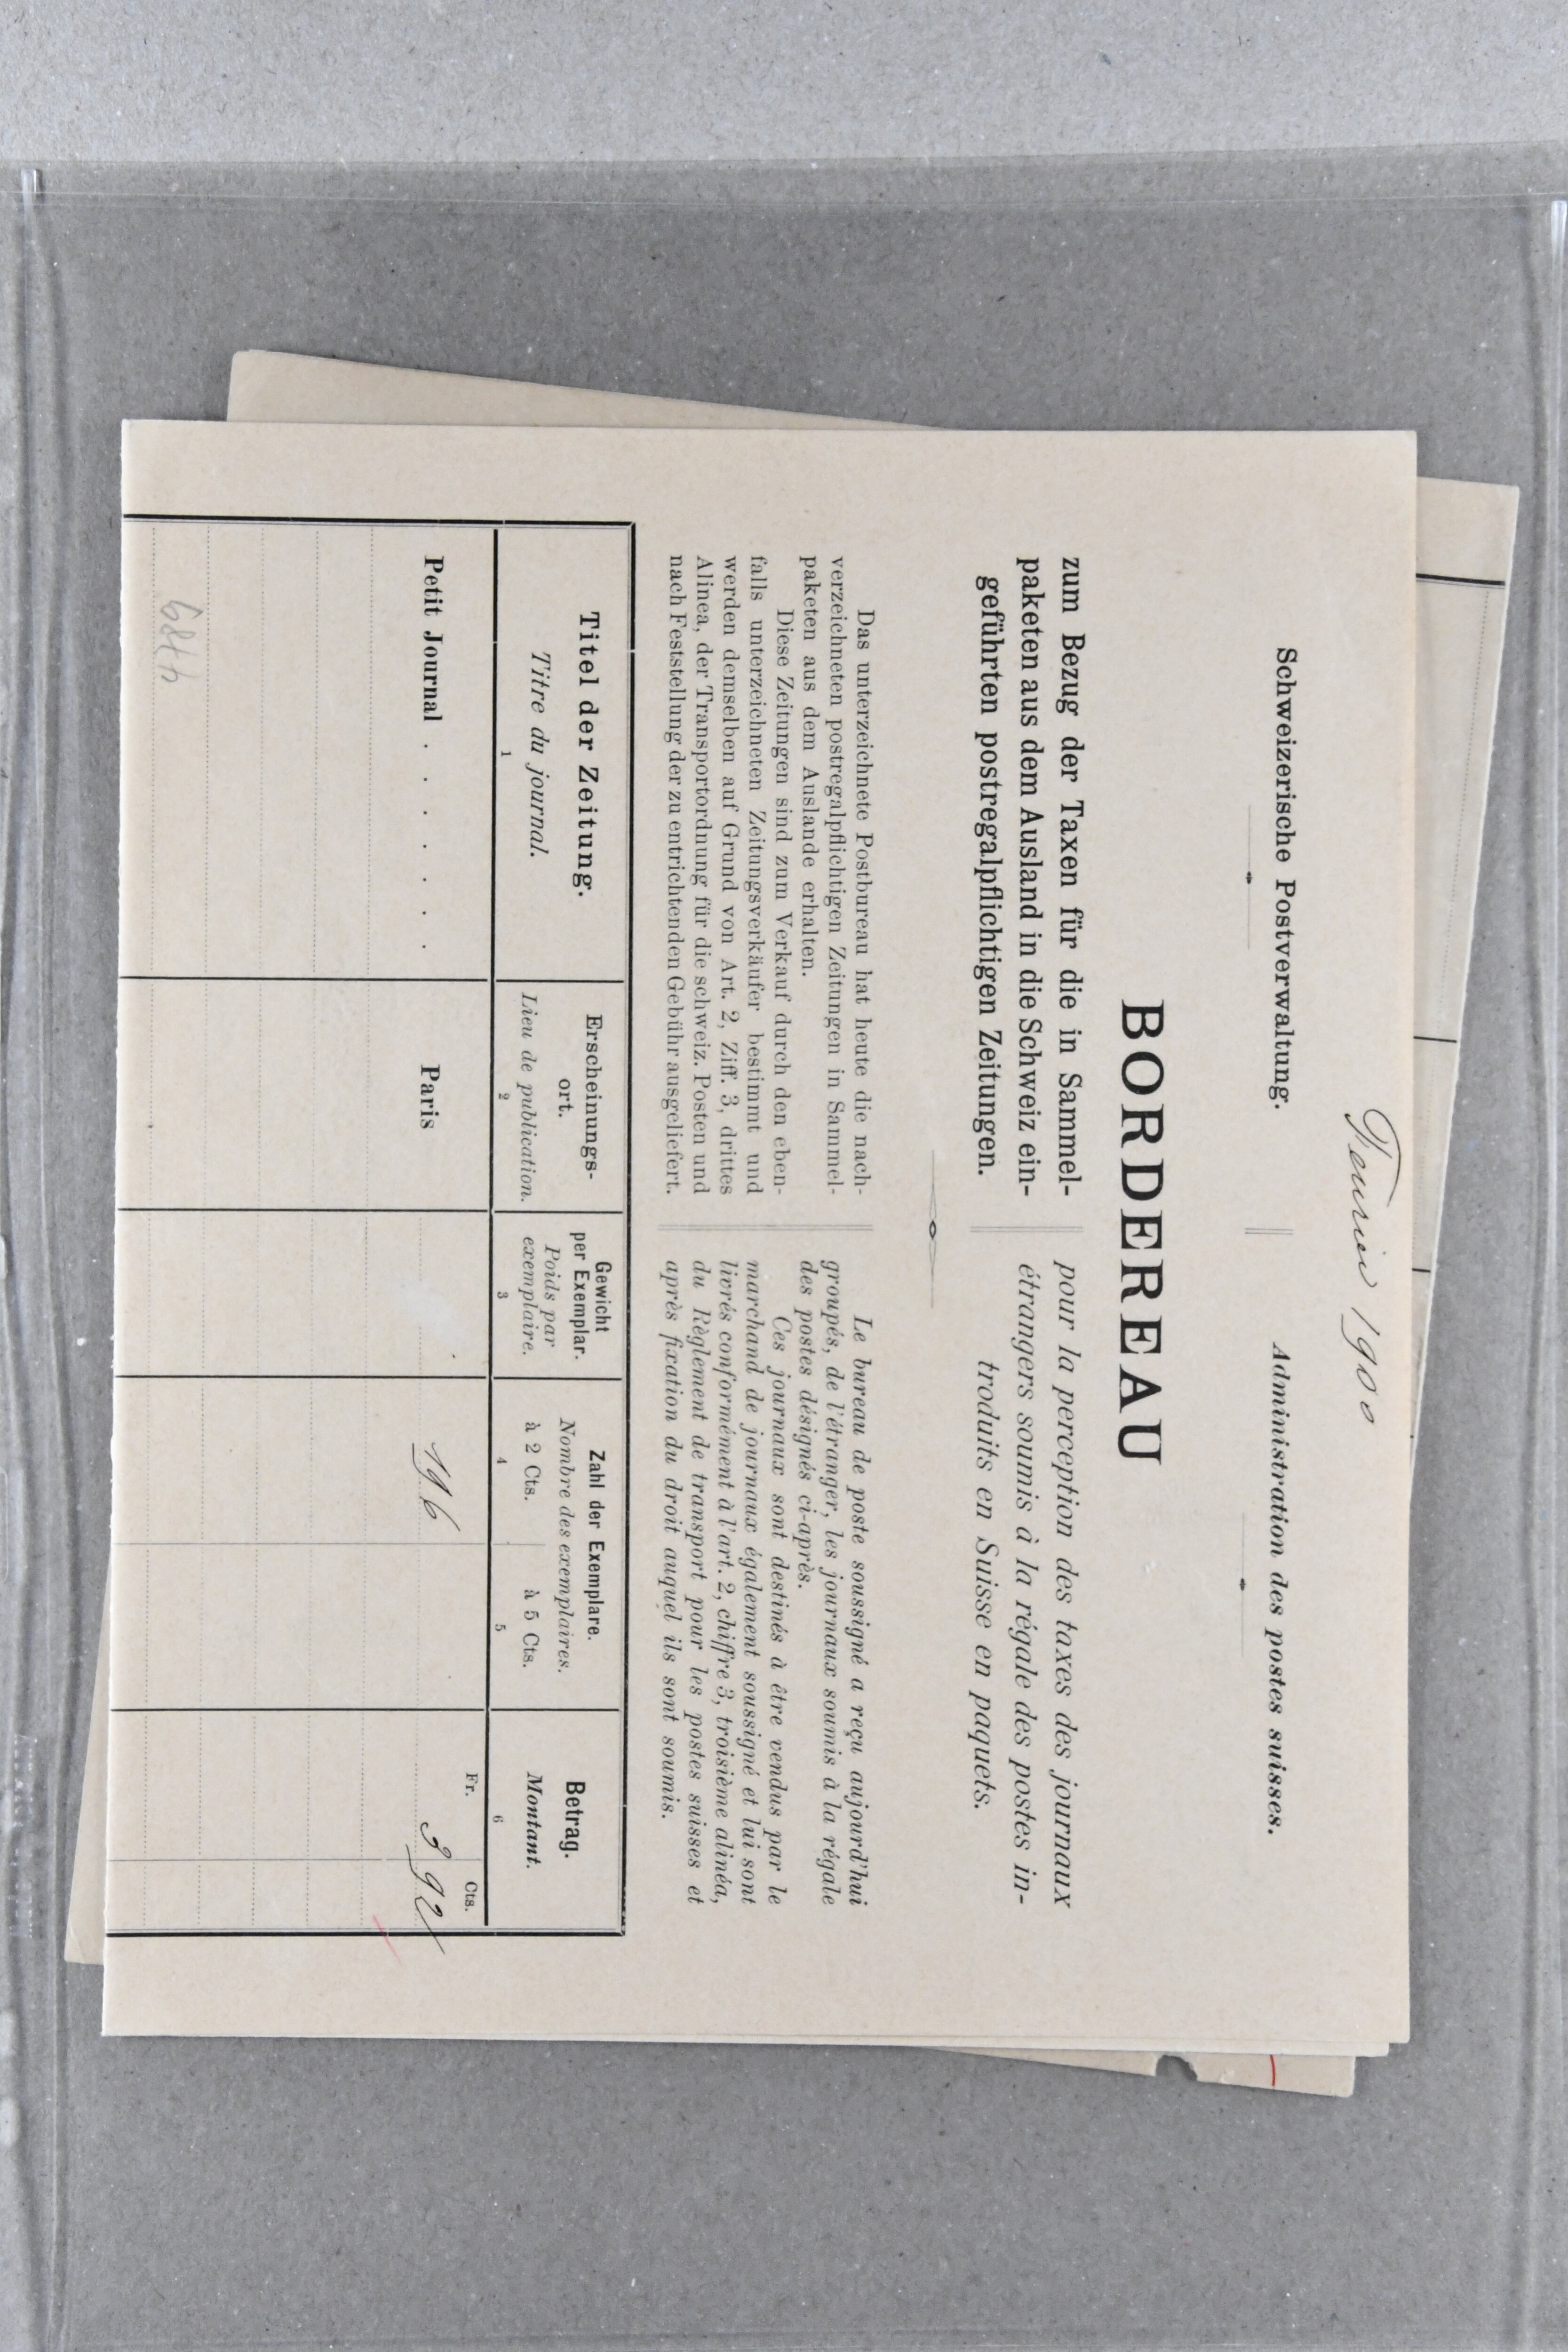 Fevrier 1900
Schweizerische Postverwaltung.
Administration des postes suisses.
BORDEREAU
zum Bezug der Taxen für die in Sammel-
paketen aus dem Ausland in die Schweiz ein-
geführten postregalpflichtigen Zeitungen.
pour la perception des taxes des journaux
étrangers soumis à la régale des postes in-
troduits en Suisse en paquets.
Das unterzeichnete Postbureau hat heute die nach-
verzeichneten postregalpflichtigen Zeitungen in Sammel-
paketen aus dem Auslande erhalten.
Diese Zeitungen sind zum Verkauf durch den eben-
falls unterzeichneten Zeitungsverkäufer bestimmt und
werden demselben auf Grund von Art. 2, Ziff. 3, drittes
Alinea, der Transportordnung für die schweiz. Posten und
nach Feststellung der zu entrichtenden Gebühr ausgeliefert.
Le bureau de poste soussigné a reçu aujourd'hui
groupés, de l'étranger, les journaux soumis à la régale
des postes désignés ci-après.
Ces journaux sont destinés à être vendus par le
marchand de journaux également soussigné et lui sont
livrés conformément à l'art. 2, chiffre 3, troisième alinéa,
du Règlement de transport pour les postes suisses et
après fixation du droit auquel ils sont soumis.
Titel der Zeitung.
Titre du journal.
1
Erscheinungs-
ort.
Lieu de publication.
2
Gewicht
per Exemplar.
Poids par
exemplaire.
3
Zahl der Exemplare.
Nombre des exemplaires.
à 2 Cts.
4
à 5 Cts.
5
Betrag.
Montant.
6
Fr.
Cts.
Petit Journal . . . . . Paris 196 3 92